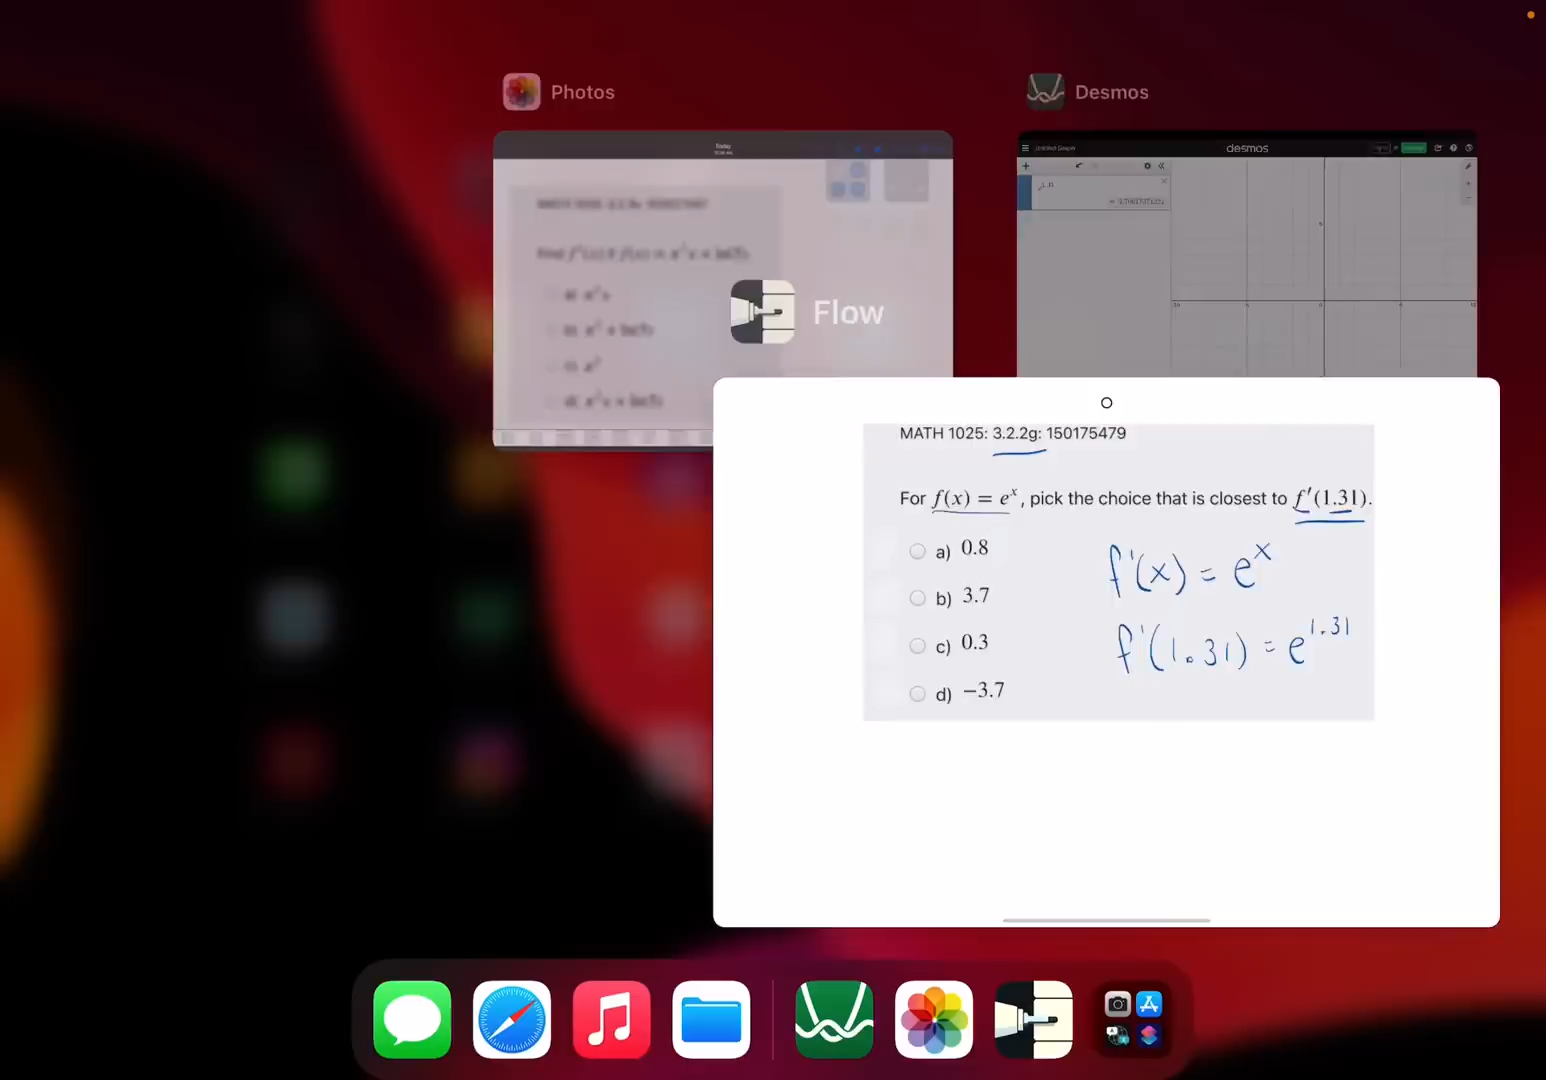 Photos
Desmos
desmos
Flow
MATH 1025: 3.2.2g: 150175479
For f(x) = e^x, pick the choice that is closest to f′(1.31).
a) 0.8
b) 3.7
c) 0.3
d) −3.7
f'(x) = e^x
f'(1.31) = e^1.31